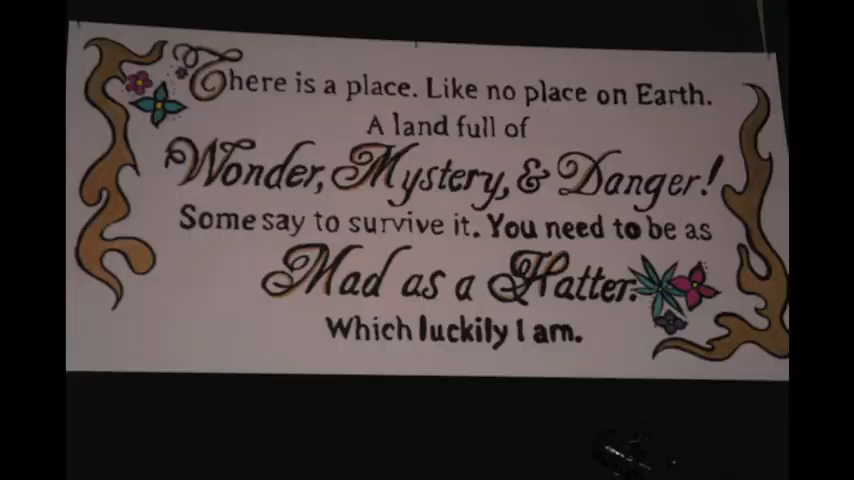 There is a place. Like no place on Earth.
A land full of
Wonder, Mystery, & Danger!
Some say to survive it. You need to be as
Mad as a Hatter.
Which luckily I am.